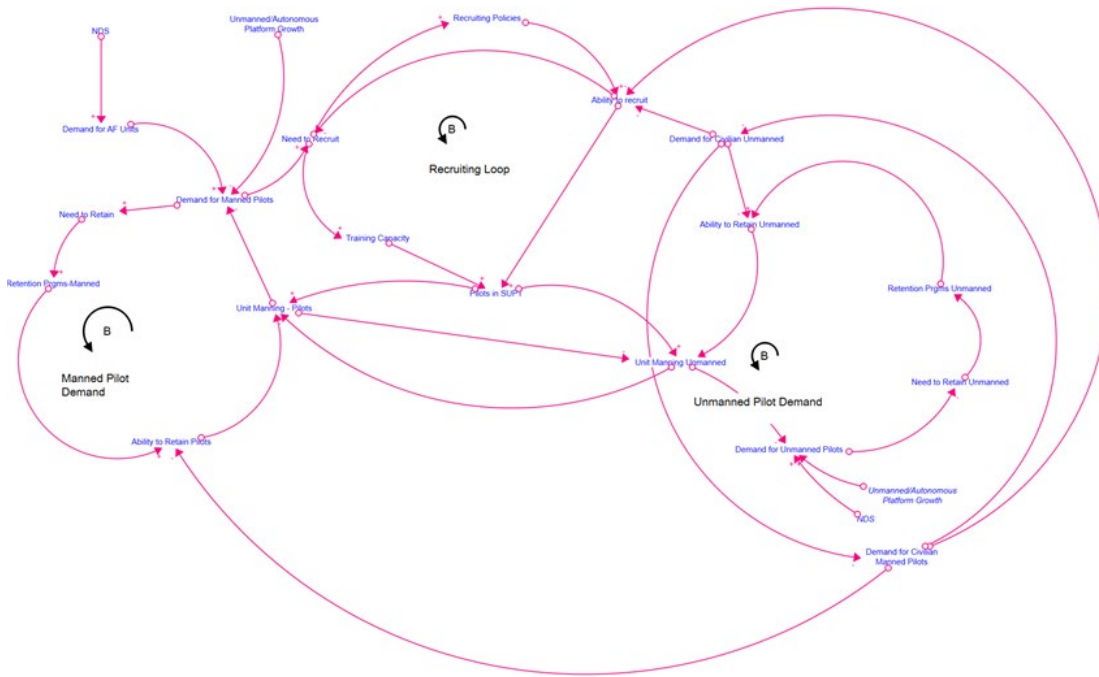 Recruiting Policies
NDS
Unmanned/Autonomous
Platform Growth
Ability to recruit
Demand for AF Units
Need to Recruit
Demand for Civilian Unmanned
B
Recruiting Loop
Demand for Manned Pilots
Need to Retain
Ability to Retain Unmanned
Training Capacity
Retention Prgms-Manned
Pilots in SUPT
Retention Prgms Unmanned
Unit Manning - Pilots
B
B
Unit Manning Unmanned
Manned Pilot
Demand
Need to Retain Unmanned
Unmanned Pilot Demand
Ability to Retain Pilots
Demand for Unmanned Pilots
Unmanned/Autonomous
Platform Growth
NDS
Demand for Civilian
Manned Pilots